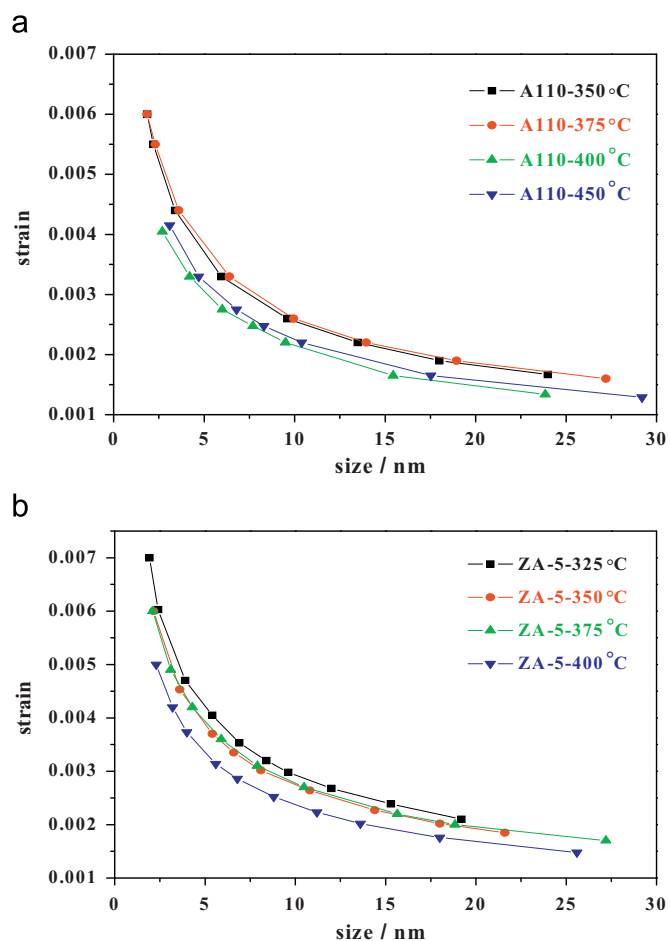 a
0.007
0.006
0.005
0.004
0.003
0.002
0.001
strain
A110-350°C
A110-375°C
A110-400°C
A110-450°C
0 5 10 15 20 25 30
size / nm
b
0.007
0.006
0.005
0.004
0.003
0.002
0.001
strain
ZA-5-325°C
ZA-5-350°C
ZA-5-375°C
ZA-5-400°C
0 5 10 15 20 25 30
size / nm